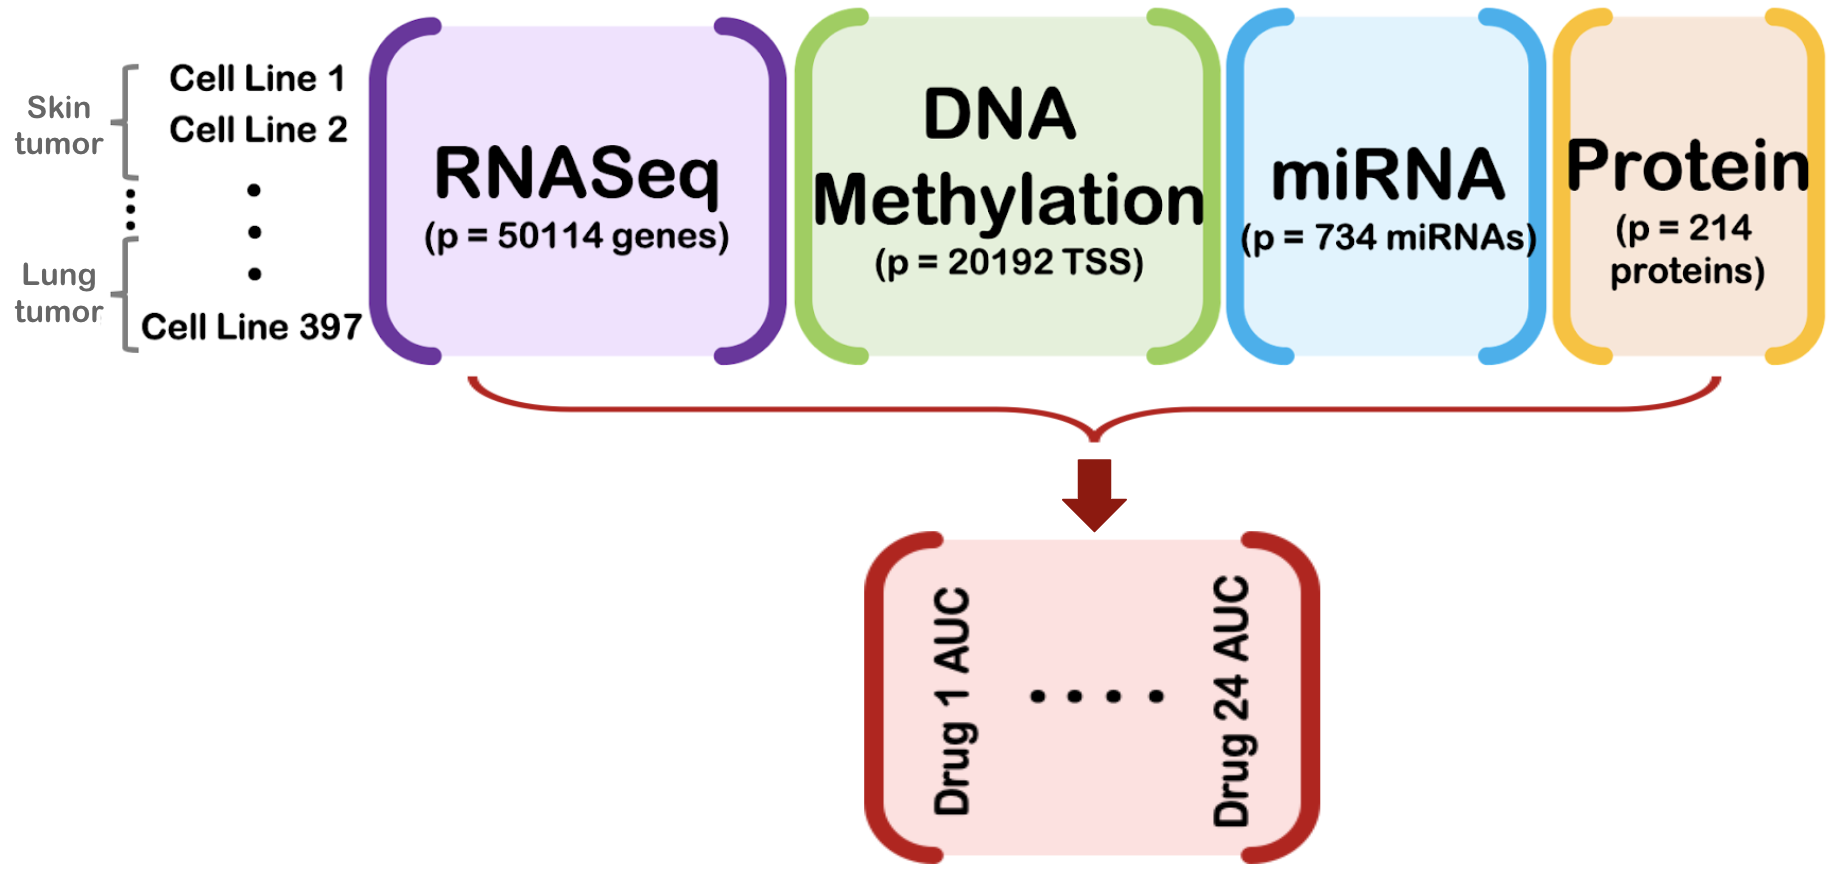 Skin
tumor
Lung
tumor
Cell Line 1
Cell Line 2
Cell Line 397
RNASeq
(p = 50114 genes)
DNA
Methylation
(p = 20192 TSS)
miRNA
(p = 734 miRNAs)
Protein
(p = 214
proteins)
Drug 1 AUC
Drug 24 AUC